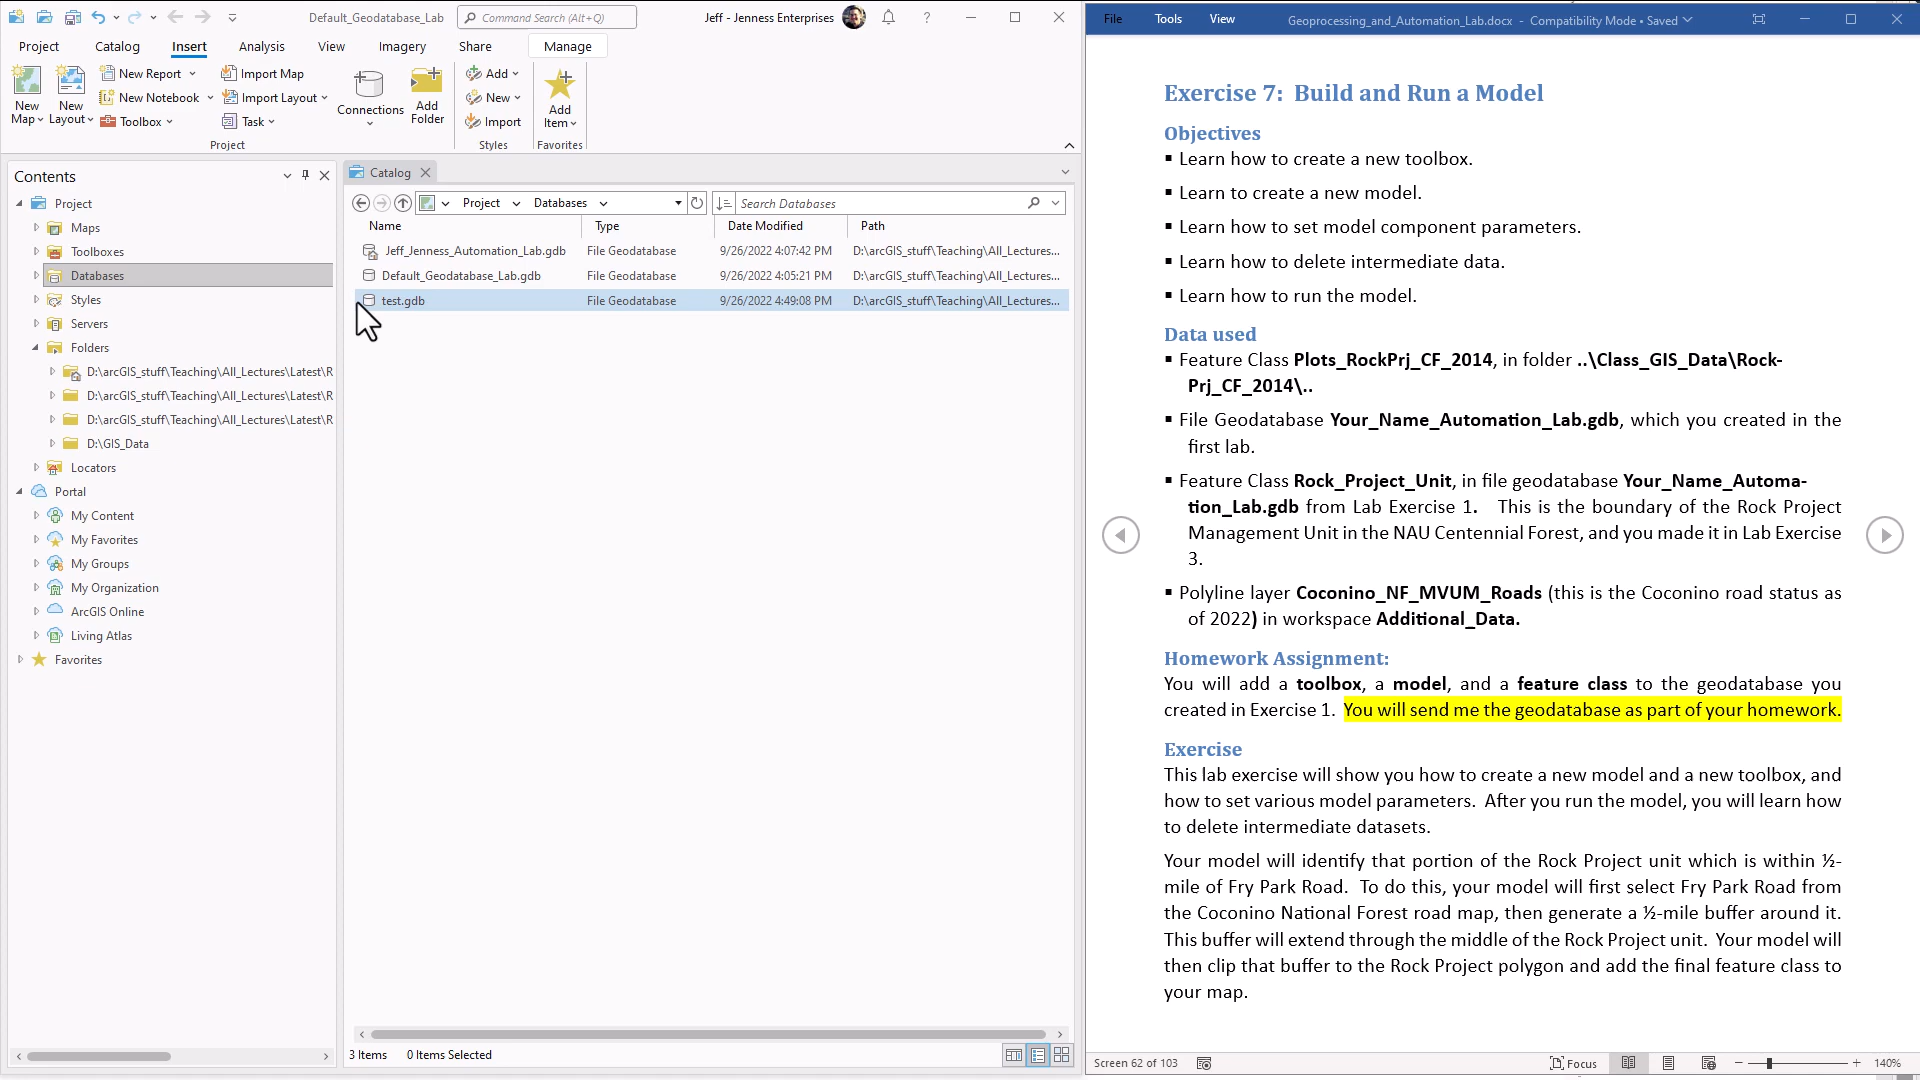 Default_Geodatabase_Lab
Command Search (Alt+Q)
Jeff - Jenness Enterprises
?
Project
Catalog
Insert
Analysis
View
Imagery
Share
Manage
New Map
New Layout
New Report
New Notebook
Toolbox
Import Map
Import Layout
Task
Connections
Add Folder
Add
New
Import
Add Item
Project
Styles
Favorites
Contents
Project
Maps
Toolboxes
Databases
Styles
Servers
Folders
D:\arcGIS_stuff\Teaching\All_Lectures\Latest\R
D:\arcGIS_stuff\Teaching\All_Lectures\Latest\R
D:\arcGIS_stuff\Teaching\All_Lectures\Latest\R
D:\GIS_Data
Locators
Portal
My Content
My Favorites
My Groups
My Organization
ArcGIS Online
Living Atlas
Favorites
Catalog
Project
Databases
Search Databases
Name Type Date Modified Path
Jeff_Jenness_Automation_Lab.gdb File Geodatabase 9/26/2022 4:07:42 PM D:\arcGIS_stuff\Teaching\All_Lectures...
Default_Geodatabase_Lab.gdb File Geodatabase 9/26/2022 4:05:21 PM D:\arcGIS_stuff\Teaching\All_Lectures...
test.gdb File Geodatabase 9/26/2022 4:49:08 PM D:\arcGIS_stuff\Teaching\All_Lectures...
3 Items 0 Items Selected
File
Tools
View
Geoprocessing_and_Automation_Lab.docx - Compatibility Mode • Saved
Exercise 7: Build and Run a Model
Objectives
▪ Learn how to create a new toolbox.
▪ Learn to create a new model.
▪ Learn how to set model component parameters.
▪ Learn how to delete intermediate data.
▪ Learn how to run the model.
Data used
▪ Feature Class Plots_RockPrj_CF_2014, in folder ..\Class_GIS_Data\Rock-
Prj_CF_2014\..
▪ File Geodatabase Your_Name_Automation_Lab.gdb, which you created in the
first lab.
▪ Feature Class Rock_Project_Unit, in file geodatabase Your_Name_Automa-
tion_Lab.gdb from Lab Exercise 1. This is the boundary of the Rock Project
Management Unit in the NAU Centennial Forest, and you made it in Lab Exercise
3.
▪ Polyline layer Coconino_NF_MVUM_Roads (this is the Coconino road status as
of 2022) in workspace Additional_Data.
Homework Assignment:
You will add a toolbox, a model, and a feature class to the geodatabase you
created in Exercise 1. You will send me the geodatabase as part of your homework.
Exercise
This lab exercise will show you how to create a new model and a new toolbox, and
how to set various model parameters. After you run the model, you will learn how
to delete intermediate datasets.
Your model will identify that portion of the Rock Project unit which is within ½-
mile of Fry Park Road. To do this, your model will first select Fry Park Road from
the Coconino National Forest road map, then generate a ½-mile buffer around it.
This buffer will extend through the middle of the Rock Project unit. Your model will
then clip that buffer to the Rock Project polygon and add the final feature class to
your map.
Screen 62 of 103
Focus
140%